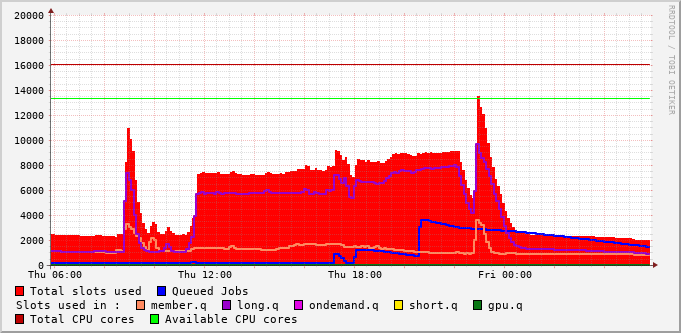 RRDTOOL / TOBI OETIKER
20000
18000
16000
14000
12000
10000
8000
6000
4000
2000
0
Thu 06:00 Thu 12:00 Thu 18:00 Fri 00:00
Total slots used Queued Jobs
Slots used in : member.q long.q ondemand.q short.q gpu.q
Total CPU cores Available CPU cores